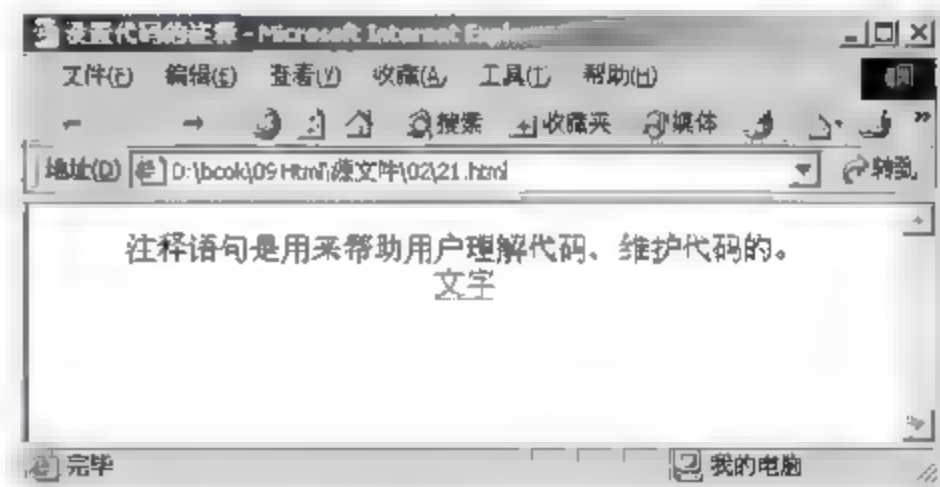 设置代码的注释 - Microsoft Internet Explorer
文件(F) 编辑(E) 查看(V) 收藏(A) 工具(T) 帮助(H)
搜索 收藏夹 媒体 »
地址(D) D:\book\09 Html\源文件\02\21.html 转到
注释语句是用来帮助用户理解代码、维护代码的。
文字
完毕 我的电脑